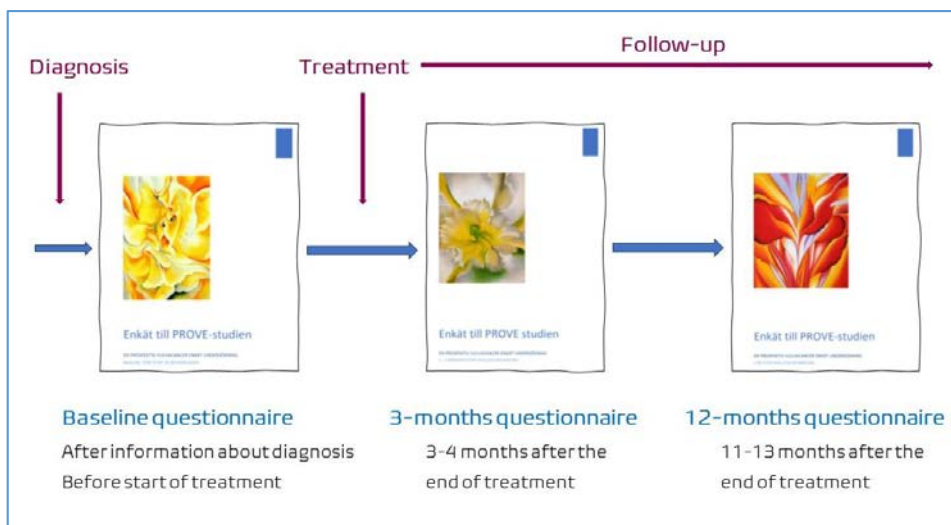 Follow-up
Diagnosis
Treatment
Enkät till PROVE-studien
Enkät till PROVE studien
Enkät till PROVE-studien
Baseline questionnaire
After information about diagnosis
Before start of treatment
3-months questionnaire
3-4 months after the
end of treatment
12-months questionnaire
11-13 months after the
end of treatment